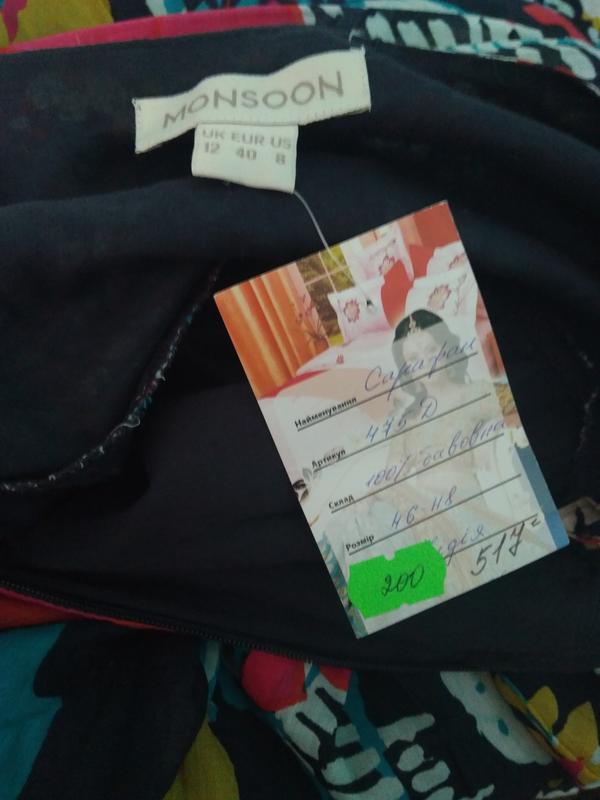 MONSOON
UK EUR US
12 40 8
Найменування Сарафан
Артикул 475 Д
Склад 100% бавовна
Розмір 46-48
200 517=